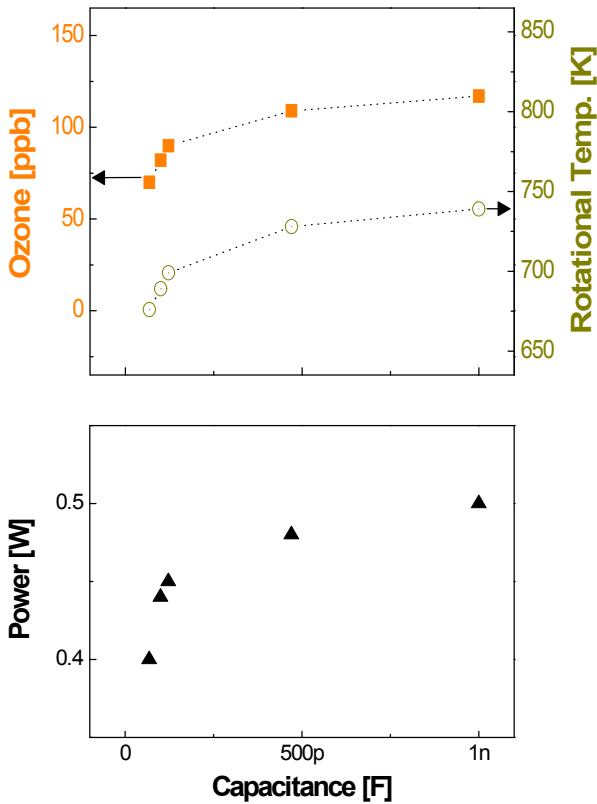 150
100
50
0
Ozone [ppb]
850
800
750
700
650
Rotational Temp. [K]
0.5
0.4
Power [W]
0
500p
1n
Capacitance [F]